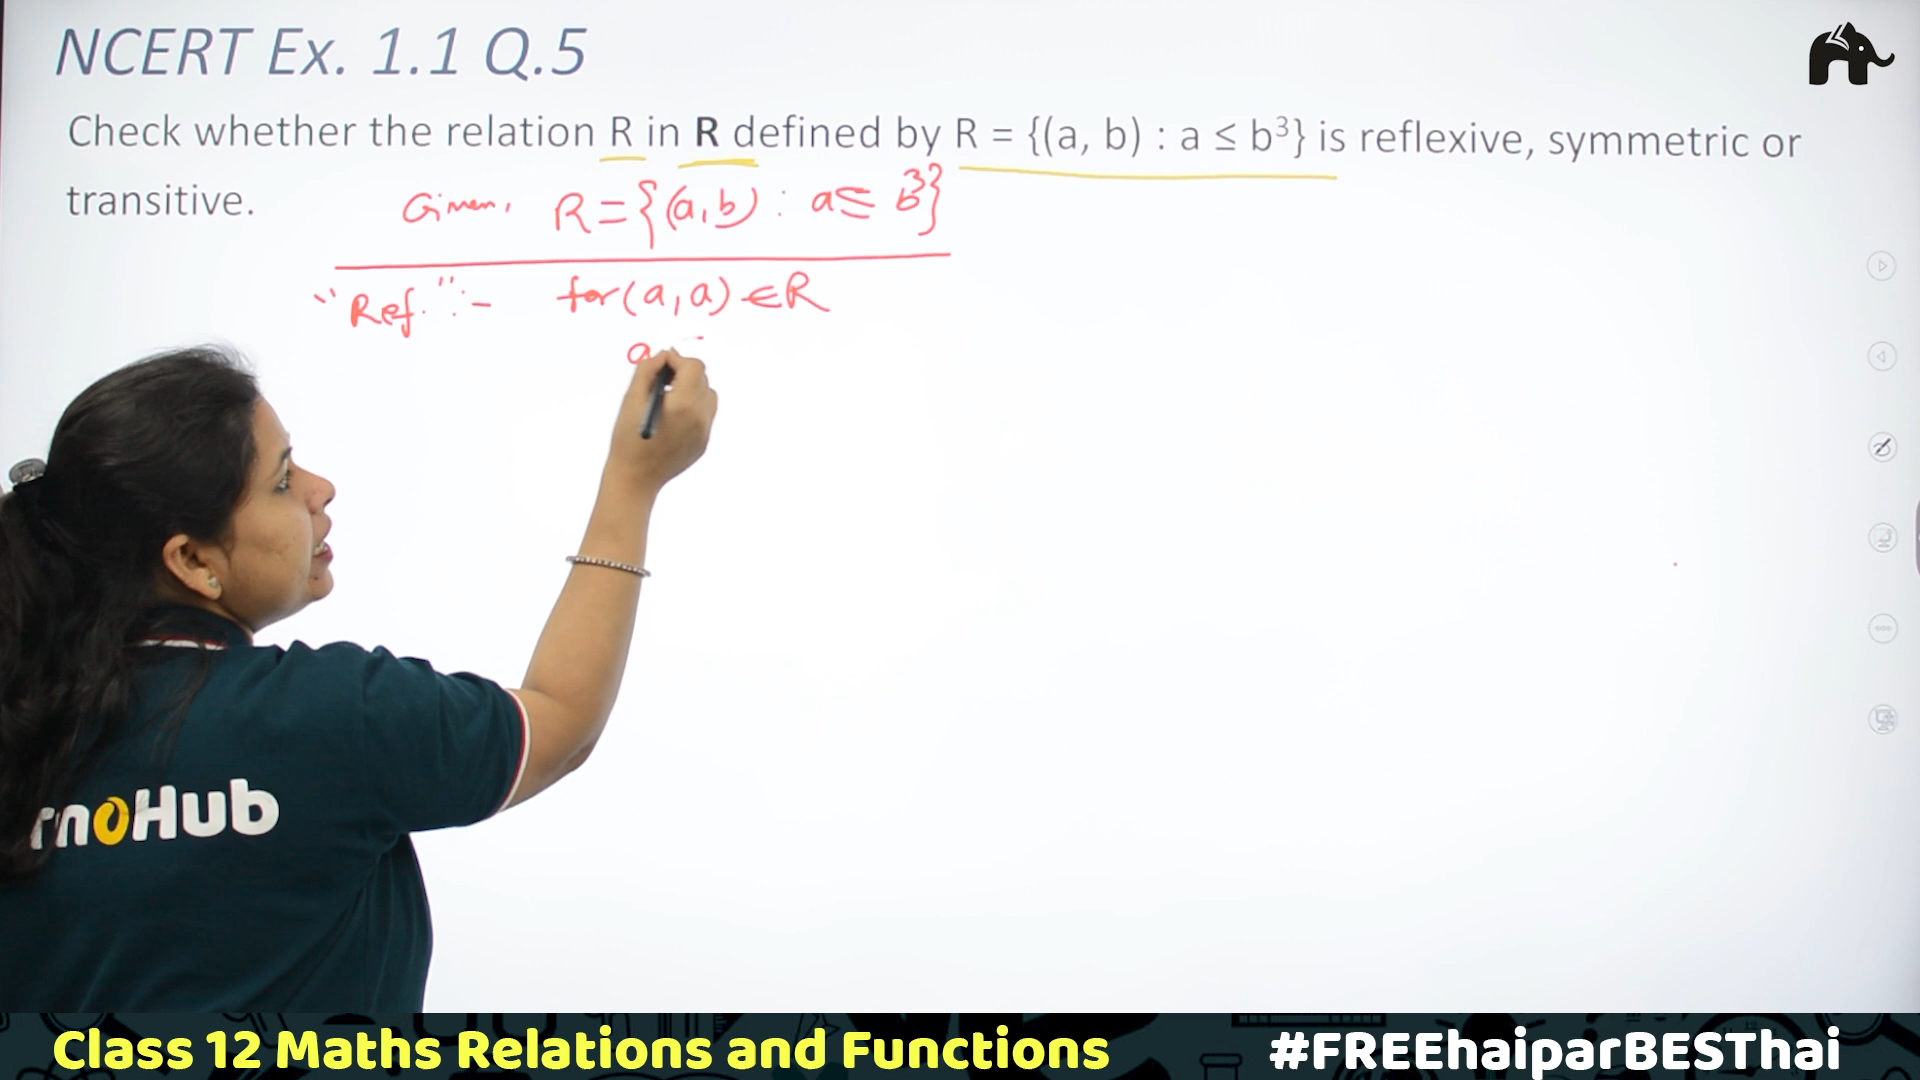 NCERT Ex. 1.1 Q.5
Check whether the relation R in R defined by R = {(a, b) : a ≤ b³} is reflexive, symmetric or
transitive.
Given, R = {(a,b) : a ≤ b³}
"Ref.":- for (a,a) ∈ R
a
rnoHub
Class 12 Maths Relations and Functions
#FREEhaiparBESThai